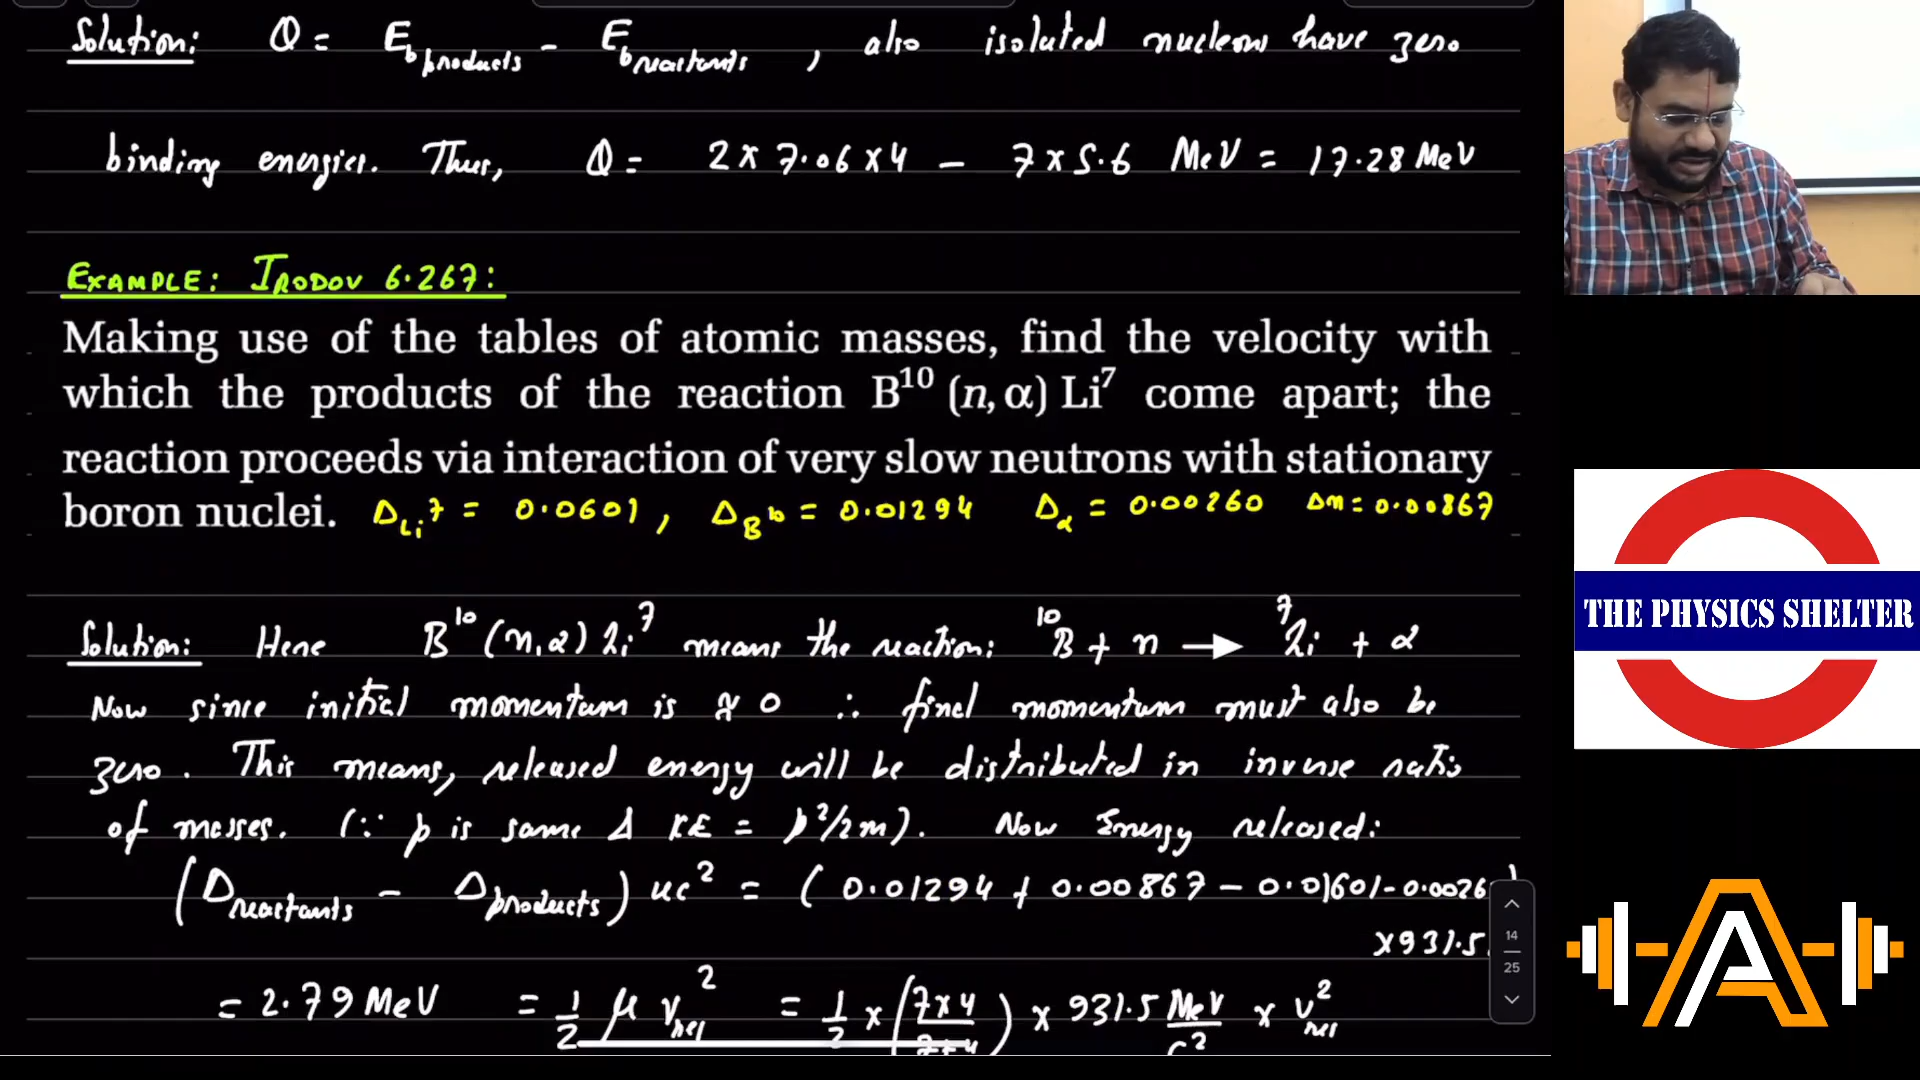 Solution: Q = E_b products - E_b reactants , also isolated nucleons have zero
binding energies. Thus, Q = 2 × 7.06 × 4 - 7 × 5.6 MeV = 17.28 MeV
EXAMPLE: IRODOV 6.267:
Making use of the tables of atomic masses, find the velocity with
which the products of the reaction B¹⁰ (n, α) Li⁷ come apart; the
reaction proceeds via interaction of very slow neutrons with stationary
boron nuclei. Δ_Li⁷ = 0.0601 , Δ_B¹⁰ = 0.01294 Δ_α = 0.00260 Δn = 0.00867
Solution: Here B¹⁰(n,α) Li⁷ means the reaction: ¹⁰B + n → ⁷Li + α
Now since initial momentum is ≈ 0 ∴ final momentum must also be
zero. This means, released energy will be distributed in inverse ratio
of masses. (∵ p is same & KE = p²/2m). Now Energy released:
(Δreactants - Δproducts) uc² = ( 0.01294 + 0.00867 - 0.01601 - 0.0026
×931.5
= 2.79 MeV = 1/2 μ v_rel² = 1/2 × (7×4/7+4) × 931.5 MeV/c² × v_rel²
14
25
THE PHYSICS SHELTER